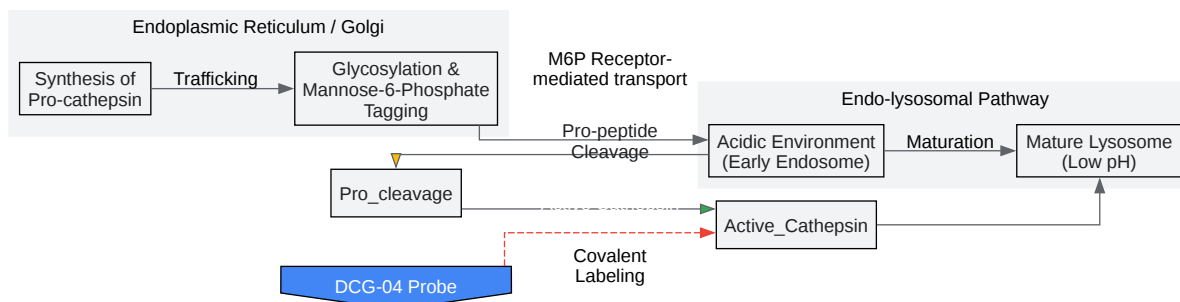 Endoplasmic Reticulum / Golgi
Synthesis of
Pro-cathepsin
Trafficking
Glycosylation &
Mannose-6-Phosphate
Tagging
M6P Receptor-
mediated transport
Endo-lysosomal Pathway
Pro-peptide
Cleavage
Acidic Environment
(Early Endosome)
Maturation
Mature Lysosome
(Low pH)
Pro_cleavage
Active_Cathepsin
Covalent
Labeling
DCG-04 Probe